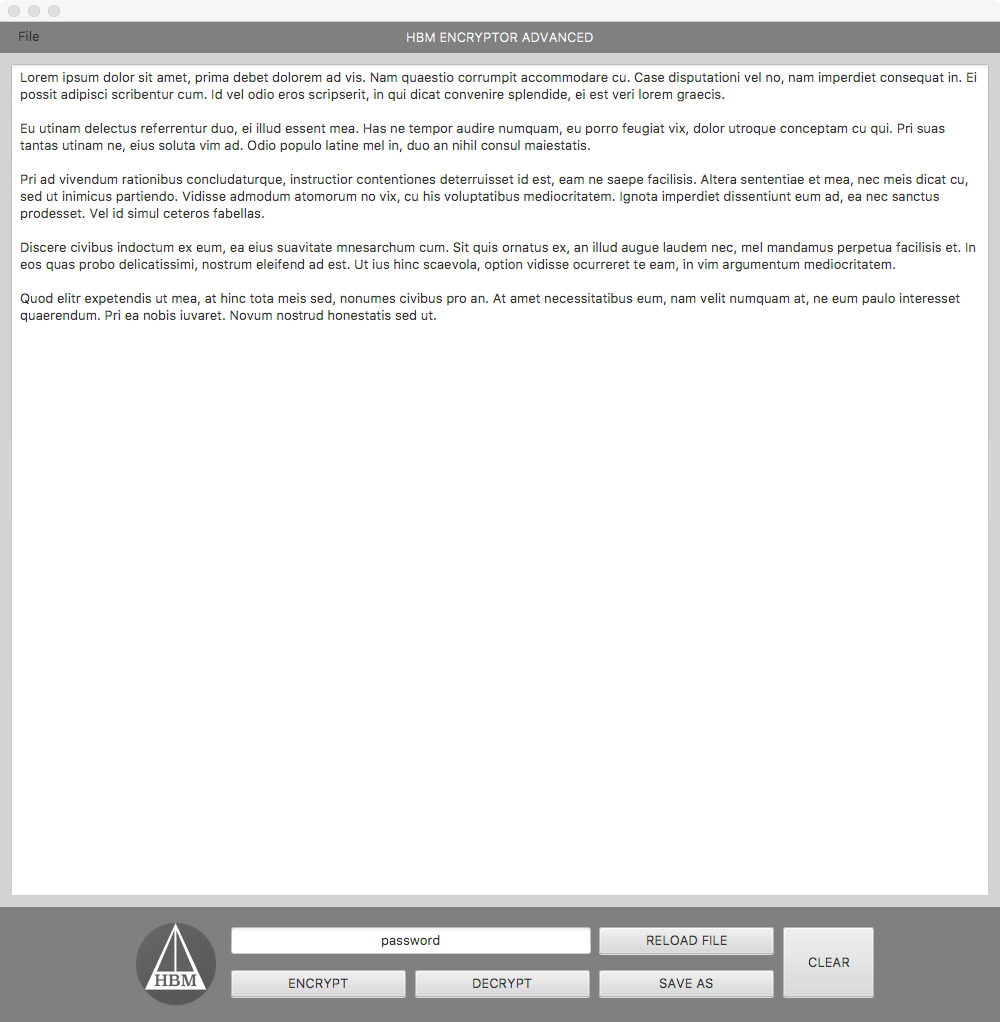 File
HBM ENCRYPTOR ADVANCED
Lorem ipsum dolor sit amet, prima debet dolorem ad vis. Nam quaestio corrumpit accommodare cu. Case disputationi vel no, nam imperdiet consequat in. Ei
possit adipisci scribentur cum. Id vel odio eros scripserit, in qui dicat convenire splendide, ei est veri lorem graecis.
Eu utinam delectus referrentur duo, ei illud essent mea. Has ne tempor audire numquam, eu porro feugiat vix, dolor utroque conceptam cu qui. Pri suas
tantas utinam ne, eius soluta vim ad. Odio populo latine mel in, duo an nihil consul maiestatis.
Pri ad vivendum rationibus concludaturque, instructior contentiones deterruisset id est, eam ne saepe facilisis. Altera sententiae et mea, nec meis dicat cu,
sed ut inimicus partiendo. Vidisse admodum atomorum no vix, cu his voluptatibus mediocritatem. Ignota imperdiet dissentiunt eum ad, ea nec sanctus
prodesset. Vel id simul ceteros fabellas.
Discere civibus indoctum ex eum, ea eius suavitate mnesarchum cum. Sit quis ornatus ex, an illud augue laudem nec, mel mandamus perpetua facilisis et. In
eos quas probo delicatissimi, nostrum eleifend ad est. Ut ius hinc scaevola, option vidisse ocurreret te eam, in vim argumentum mediocritatem.
Quod elitr expetendis ut mea, at hinc tota meis sed, nonumes civibus pro an. At amet necessitatibus eum, nam velit numquam at, ne eum paulo interesset
quaerendum. Pri ea nobis iuvaret. Novum nostrud honestatis sed ut.
HBM
password
RELOAD FILE
CLEAR
ENCRYPT
DECRYPT
SAVE AS